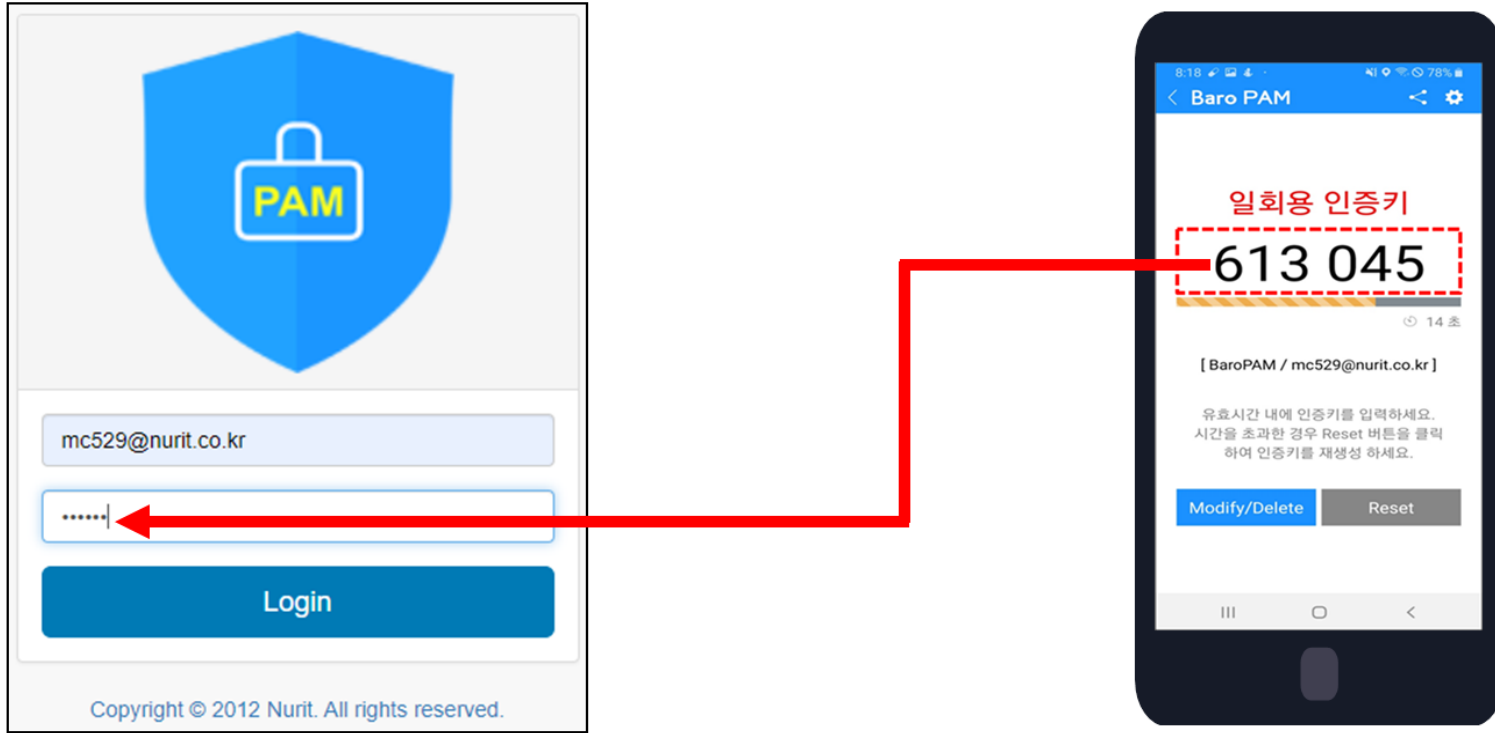 PAM
mc529@nurit.co.kr
••••••
Login
Copyright © 2012 Nurit. All rights reserved.
8:18
78%
Baro PAM
일회용 인증키
613 045
14 초
[ BaroPAM / mc529@nurit.co.kr ]
유효시간 내에 인증키를 입력하세요.
시간을 초과한 경우 Reset 버튼을 클릭
하여 인증키를 재생성 하세요.
Modify/Delete
Reset